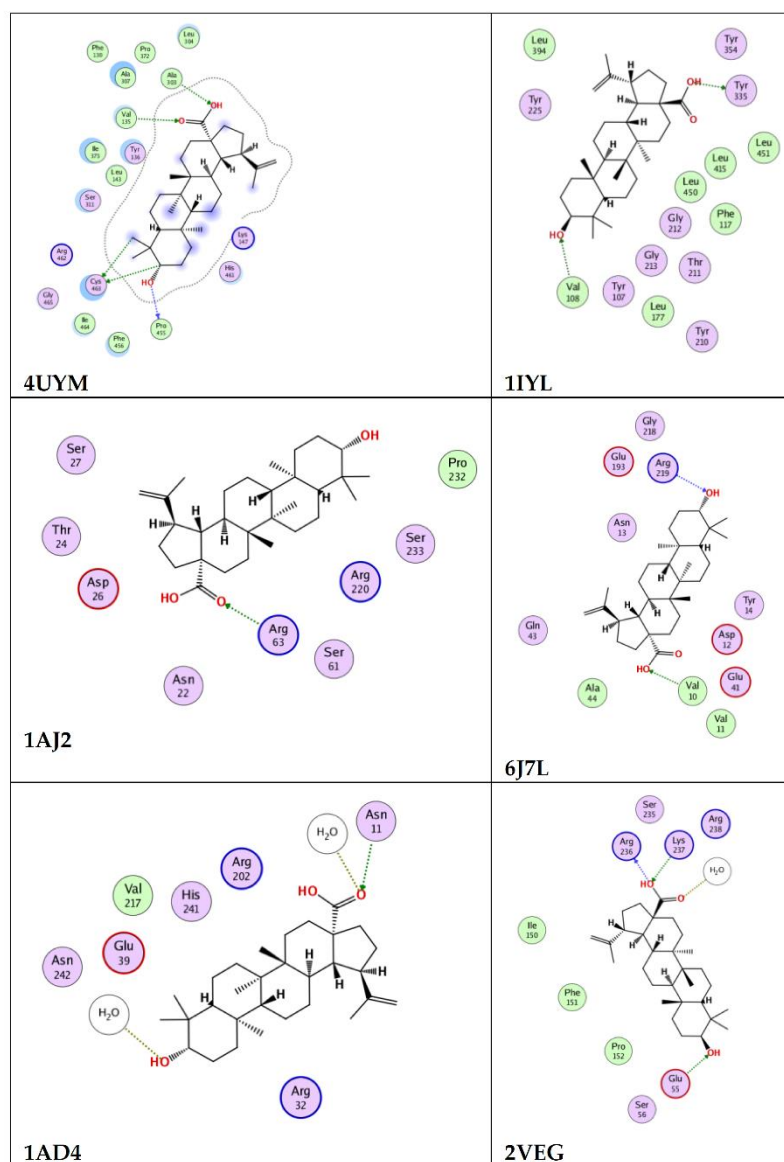 Leu
Phe
Pro
372
Ala
307
Ala
303
OH
O
Val
135
Ile
373
Tyr
136
Leu
143
H
H
H
Ser
311
H
Arg
462
Lys
147
Cys
463
His
461
HO
Gly
465
Ile
464
Phe
456
Pro
455
4UYM
Leu
394
Tyr
354
OH
Tyr
335
Tyr
225
H
H
O
H
Leu
451
Leu
415
Leu
450
H
Gly
212
Phe
117
HO
Gly
213
Thr
211
Val
108
Tyr
107
Leu
177
Tyr
210
1IYL
OH
Ser
27
Pro
232
Thr
24
H
H
H
H
Ser
233
Asp
26
Arg
220
HO
O
Arg
63
Ser
61
Asn
22
1AJ2
Gly
218
Glu
193
Arg
219
OH
Asn
13
H
H
H
H
Tyr
14
Gln
43
Asp
12
O
HO
Glu
41
Ala
44
Val
10
Val
11
6J7L
Asn
11
H₂O
Arg
202
HO
O
Val
217
His
241
Asn
242
Glu
39
H
H
H
H
H₂O
HO
Arg
32
1AD4
Ser
235
Arg
238
Arg
236
Lys
237
H₂O
HO
O
Ile
150
H
H
Phe
151
H
H
Pro
152
OH
Glu
55
Ser
56
2VEG